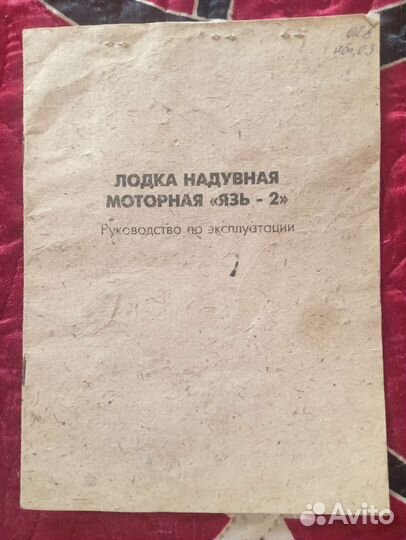 ЛОДКА НАДУВНАЯ
МОТОРНАЯ «ЯЗЬ - 2»
Руководство по эксплуатации
Avito